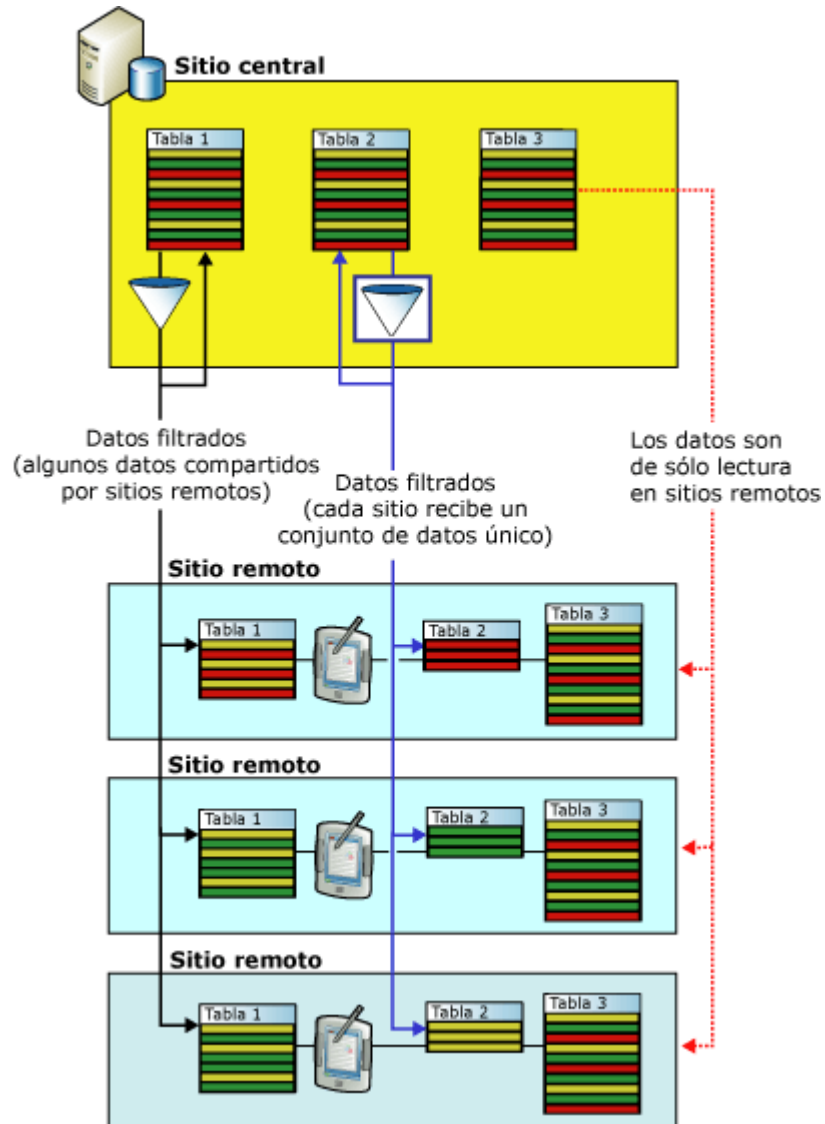 Sitio central
Tabla 1
Tabla 2
Tabla 3
Datos filtrados
(algunos datos compartidos
por sitios remotos)
Datos filtrados
(cada sitio recibe un
conjunto de datos único)
Los datos son
de sólo lectura
en sitios remotos
Sitio remoto
Tabla 1
Tabla 2
Tabla 3
Sitio remoto
Tabla 1
Tabla 2
Tabla 3
Sitio remoto
Tabla 1
Tabla 2
Tabla 3